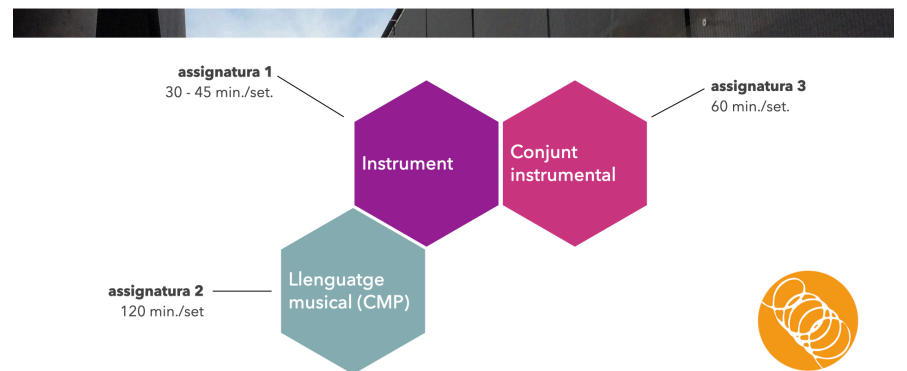 assignatura 1
30 - 45 min./set.
Instrument
Conjunt
instrumental
assignatura 3
60 min./set.
assignatura 2
120 min./set
Llenguatge
musical (CMP)